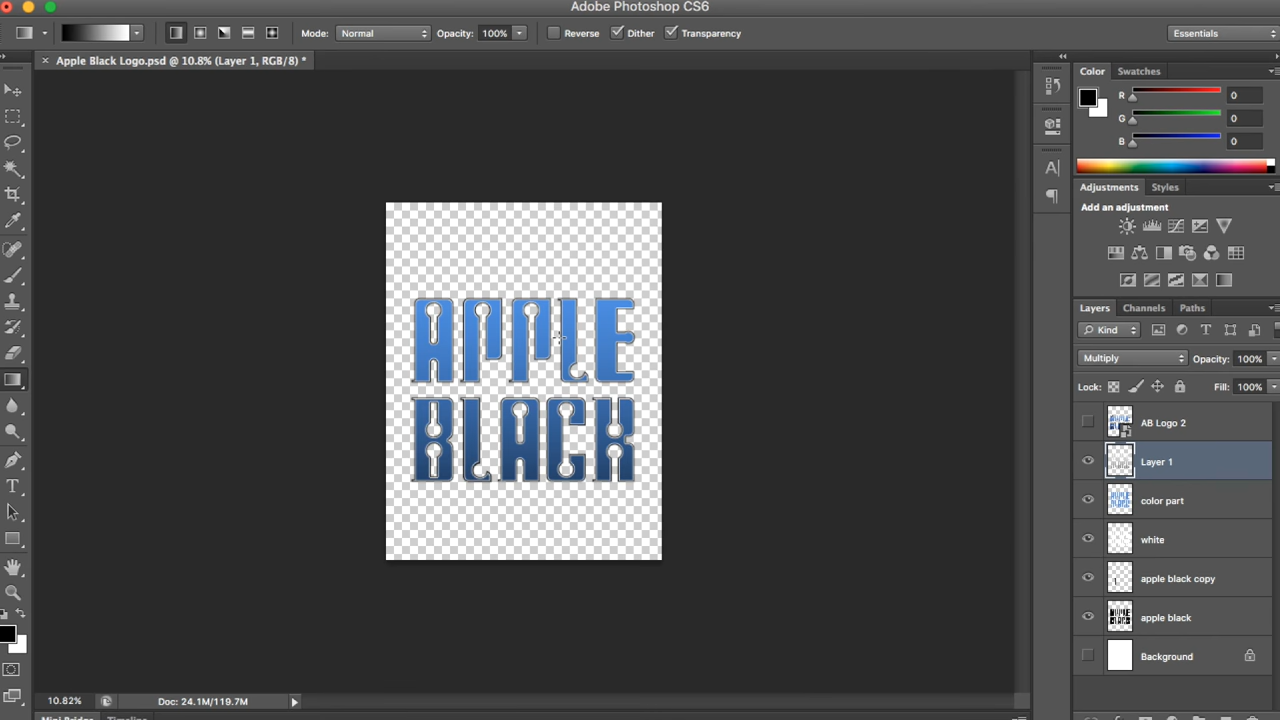 Adobe Photoshop CS6
Mode: Normal Opacity: 100% Reverse Dither Transparency Essentials
Apple Black Logo.psd @ 10.8% (Layer 1, RGB/8) *
Color Swatches
R 0
G 0
B 0
Adjustments Styles
Add an adjustment
Layers Channels Paths
Kind
Multiply Opacity: 100%
Lock: Fill: 100%
AB Logo 2
Layer 1
color part
white
apple black copy
apple black
Background
APPLE
BLACK
10.82% Doc: 24.1M/119.7M
Mini Bridge Timeline